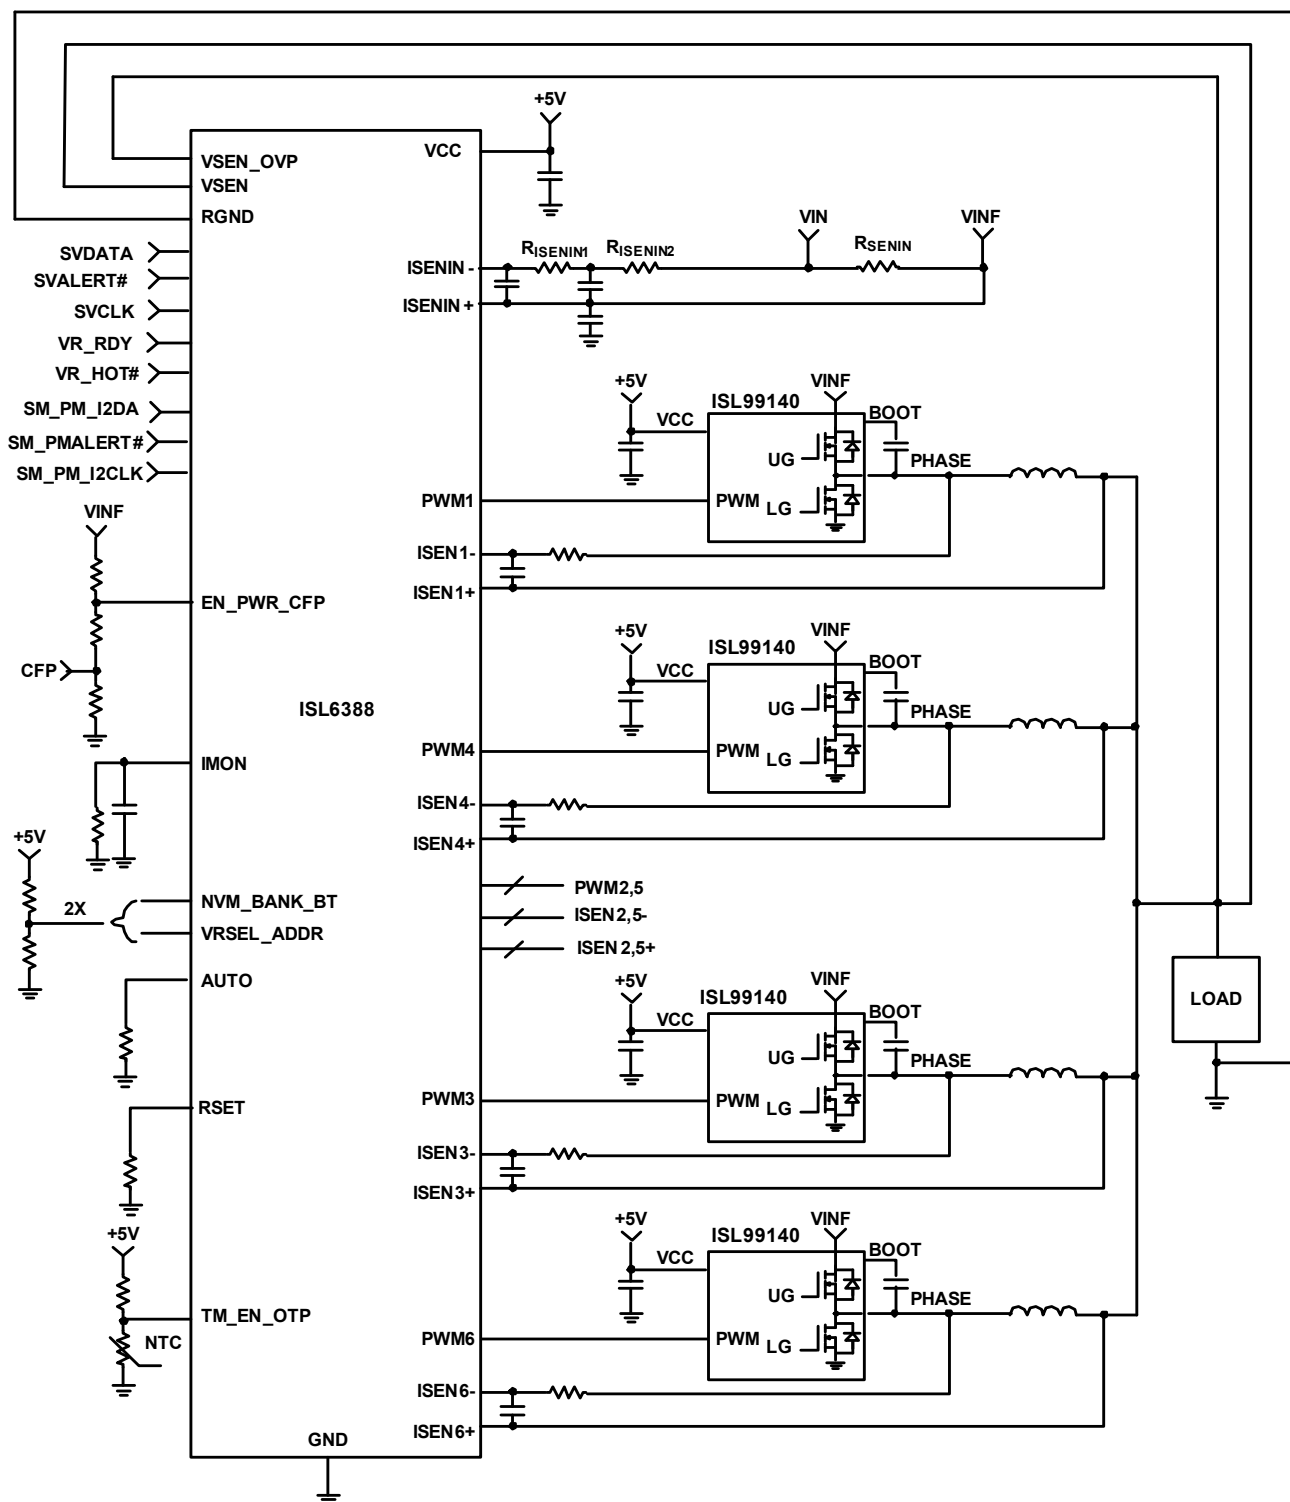 +5V
VSEN_OVP
VCC
VSEN
RGND
VIN
VINF
SVDATA
RISENIN1
RISENIN2
RSENIN
ISENIN -
SVALERT#
ISENIN +
SVCLK
VR_RDY
VR_HOT#
+5V
VINF
ISL99140
SM_PM_I2DA
VCC
BOOT
SM_PMALERT#
UG
PHASE
SM_PM_I2CLK
PWM1
PWM
LG
VINF
ISEN1-
ISEN1+
EN_PWR_CFP
+5V
VINF
ISL99140
CFP
VCC
BOOT
ISL6388
UG
PHASE
PWM4
PWM
LG
IMON
ISEN4-
+5V
ISEN4+
PWM2,5
2X
NVM_BANK_BT
ISEN2,5-
VRSEL_ADDR
ISEN2,5+
AUTO
+5V
VINF
ISL99140
LOAD
VCC
BOOT
UG
PHASE
RSET
PWM3
PWM
LG
ISEN3-
ISEN3+
+5V
+5V
VINF
ISL99140
VCC
BOOT
UG
PHASE
TM_EN_OTP
NTC
PWM6
PWM
LG
ISEN6-
ISEN6+
GND